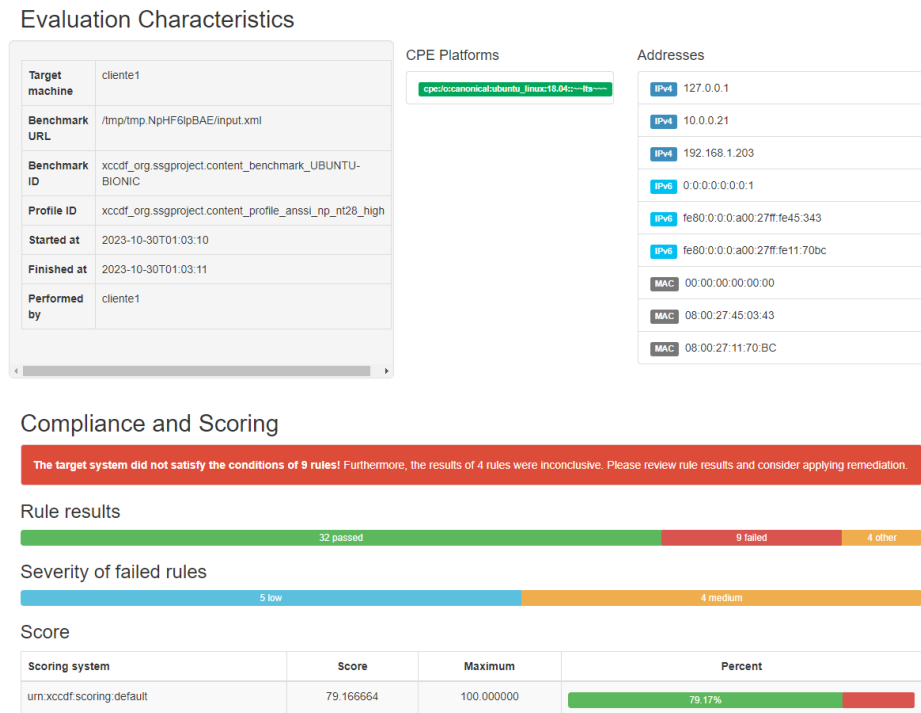 Evaluation Characteristics
Target machine
cliente1
Benchmark URL
/tmp/tmp.NpHF6lpBAE/input.xml
Benchmark ID
xccdf_org.ssgproject.content_benchmark_UBUNTU-
BIONIC
Profile ID
xccdf_org.ssgproject.content_profile_anssi_np_nt28_high
Started at
2023-10-30T01:03:10
Finished at
2023-10-30T01:03:11
Performed by
cliente1
CPE Platforms
cpe:/o:canonical:ubuntu_linux:18.04::~~lts~~~
Addresses
IPv4 127.0.0.1
IPv4 10.0.0.21
IPv4 192.168.1.203
IPv6 0:0:0:0:0:0:0:1
IPv6 fe80:0:0:0:a00:27ff:fe45:343
IPv6 fe80:0:0:0:a00:27ff:fe11:70bc
MAC 00:00:00:00:00:00
MAC 08:00:27:45:03:43
MAC 08:00:27:11:70:BC
Compliance and Scoring
The target system did not satisfy the conditions of 9 rules! Furthermore, the results of 4 rules were inconclusive. Please review rule results and consider applying remediation.
Rule results
32 passed 9 failed 4 other
Severity of failed rules
5 low 4 medium
Score
Scoring system Score Maximum Percent
urn:xccdf:scoring:default 79.166664 100.000000 79.17%